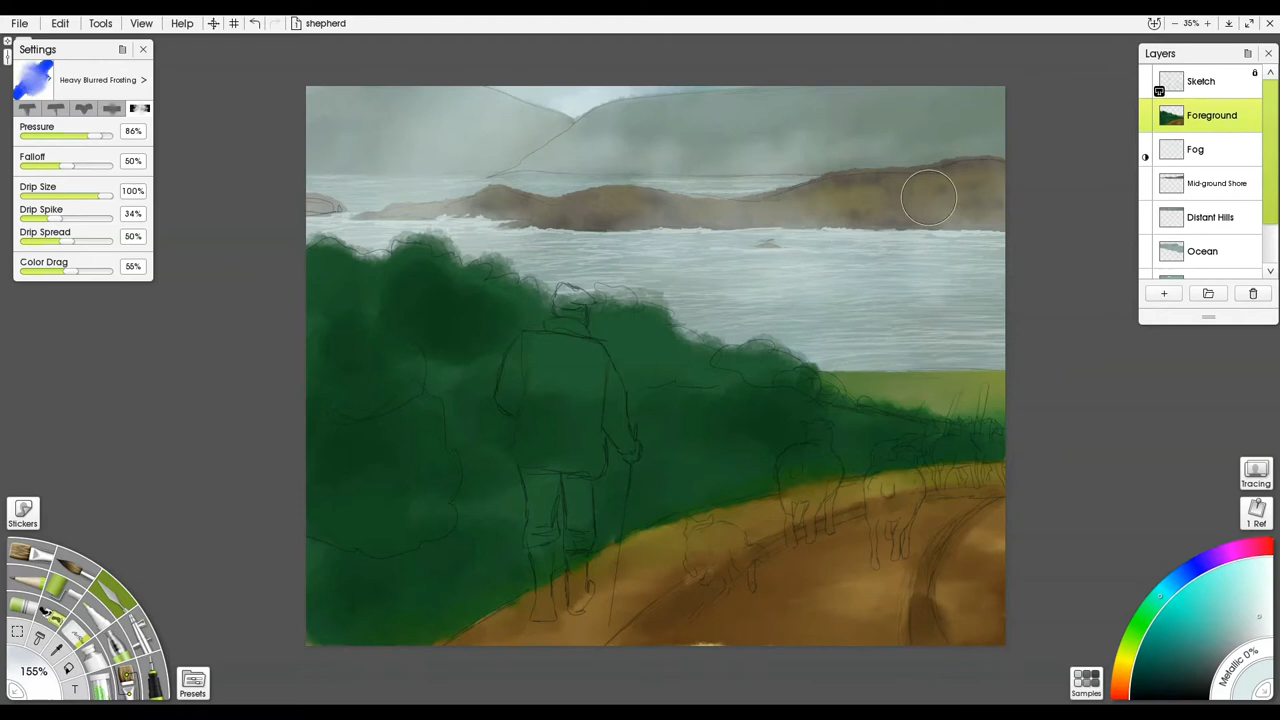 File Edit Tools View Help shepherd 35%
Settings
Heavy Blurred Frosting >
Pressure 86%
Falloff 50%
Drip Size 100%
Drip Spike 34%
Drip Spread 50%
Color Drag 55%
Layers
Sketch
Foreground
Fog
Mid-ground Shore
Distant Hills
Ocean
Tracing
1 Ref
Stickers
155%
T
Presets
Samples
Metallic 0%